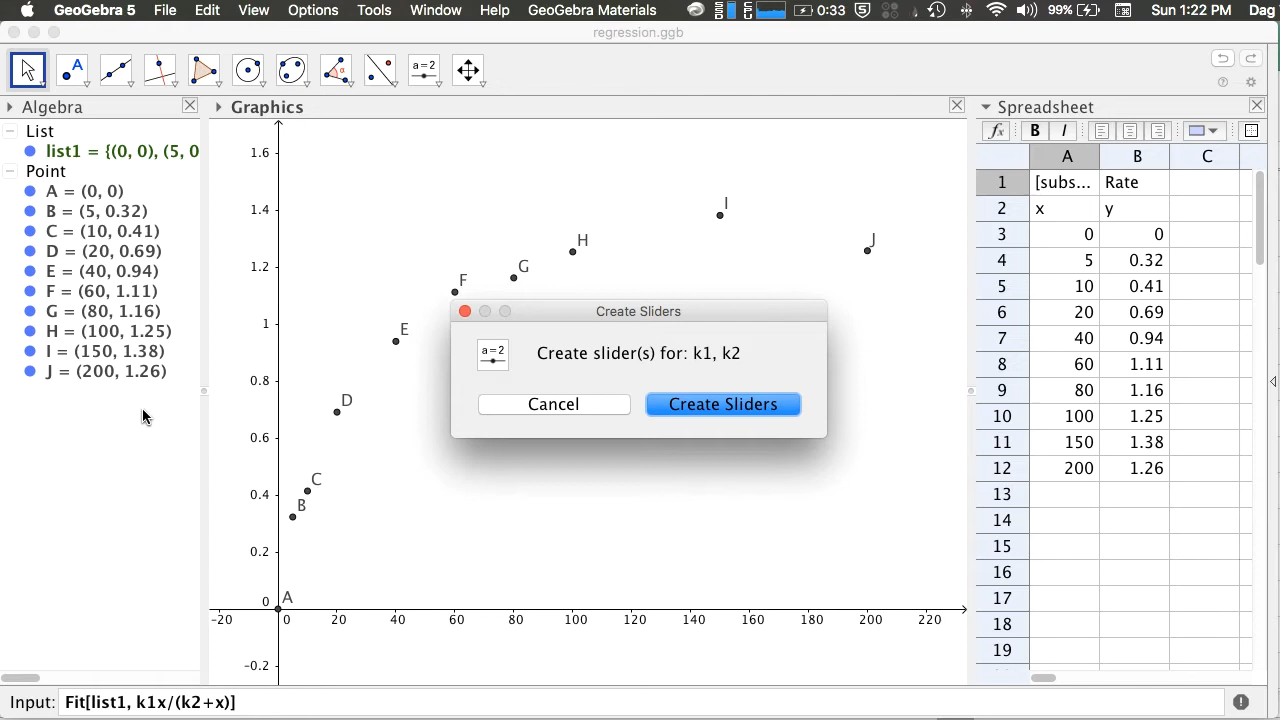 GeoGebra 5 File Edit View Options Tools Window Help GeoGebra Materials 0:33 99% Sun 1:22 PM Dag
regression.ggb
A
α
a=2
Algebra
Graphics
Spreadsheet
List
list1 = {(0, 0), (5, 0
Point
A = (0, 0)
B = (5, 0.32)
C = (10, 0.41)
D = (20, 0.69)
E = (40, 0.94)
F = (60, 1.11)
G = (80, 1.16)
H = (100, 1.25)
I = (150, 1.38)
J = (200, 1.26)
1.6
1.4
1.2
1
0.8
0.6
0.4
0.2
0
−0.2
−20 0 20 40 60 80 100 120 140 160 180 200 220
A
B
C
D
E
F
G
H
I
J
Create Sliders
a=2
Create slider(s) for: k1, k2
Cancel Create Sliders
fx B I
A B C
1 [subs... Rate
2 x y
3 0 0
4 5 0.32
5 10 0.41
6 20 0.69
7 40 0.94
8 60 1.11
9 80 1.16
10 100 1.25
11 150 1.38
12 200 1.26
13
14
15
16
17
18
19
Input: Fit[list1, k1x/(k2+x)]